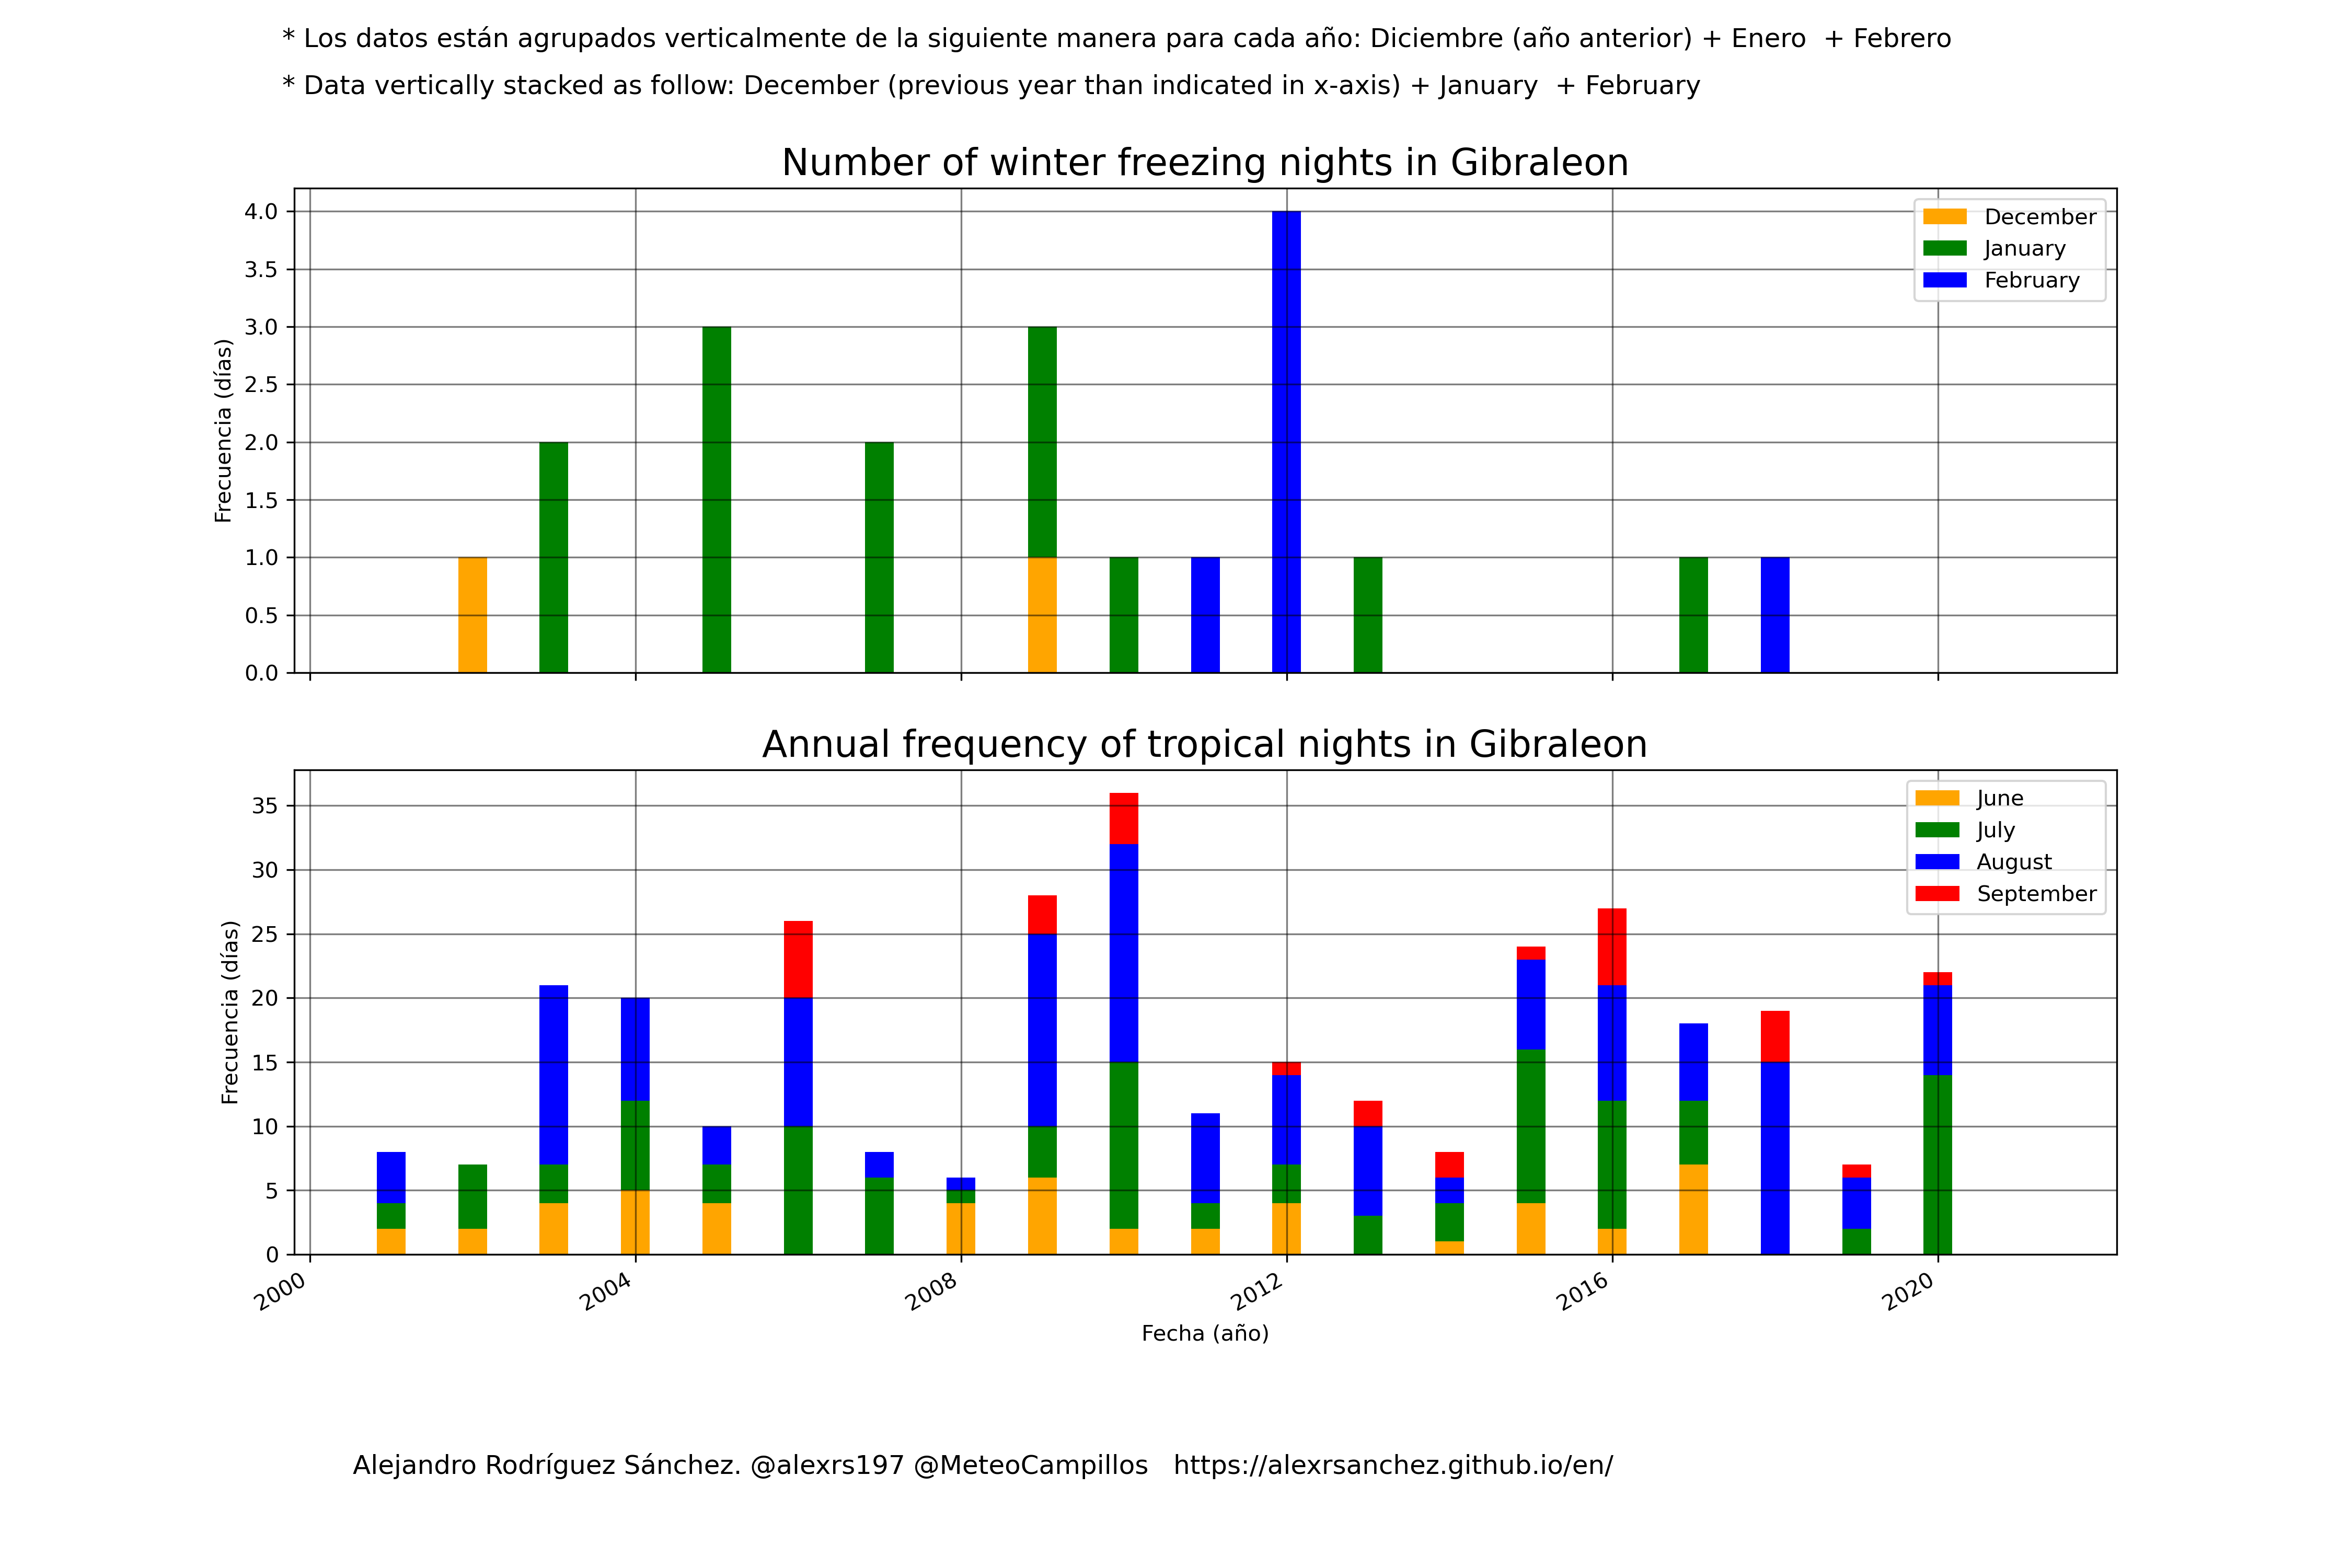 * Los datos están agrupados verticalmente de la siguiente manera para cada año: Diciembre (año anterior) + Enero  + Febrero
* Data vertically stacked as follow: December (previous year than indicated in x-axis) + January  + February
Number of winter freezing nights in Gibraleon
4.0
3.5
3.0
2.5
2.0
1.5
1.0
0.5
0.0
Frecuencia (días)
December
January
February
Annual frequency of tropical nights in Gibraleon
35
30
25
20
15
10
5
0
Frecuencia (días)
June
July
August
September
2000 2004 2008 2012 2016 2020
Fecha (año)
Alejandro Rodríguez Sánchez. @alexrs197 @MeteoCampillos   https://alexrsanchez.github.io/en/